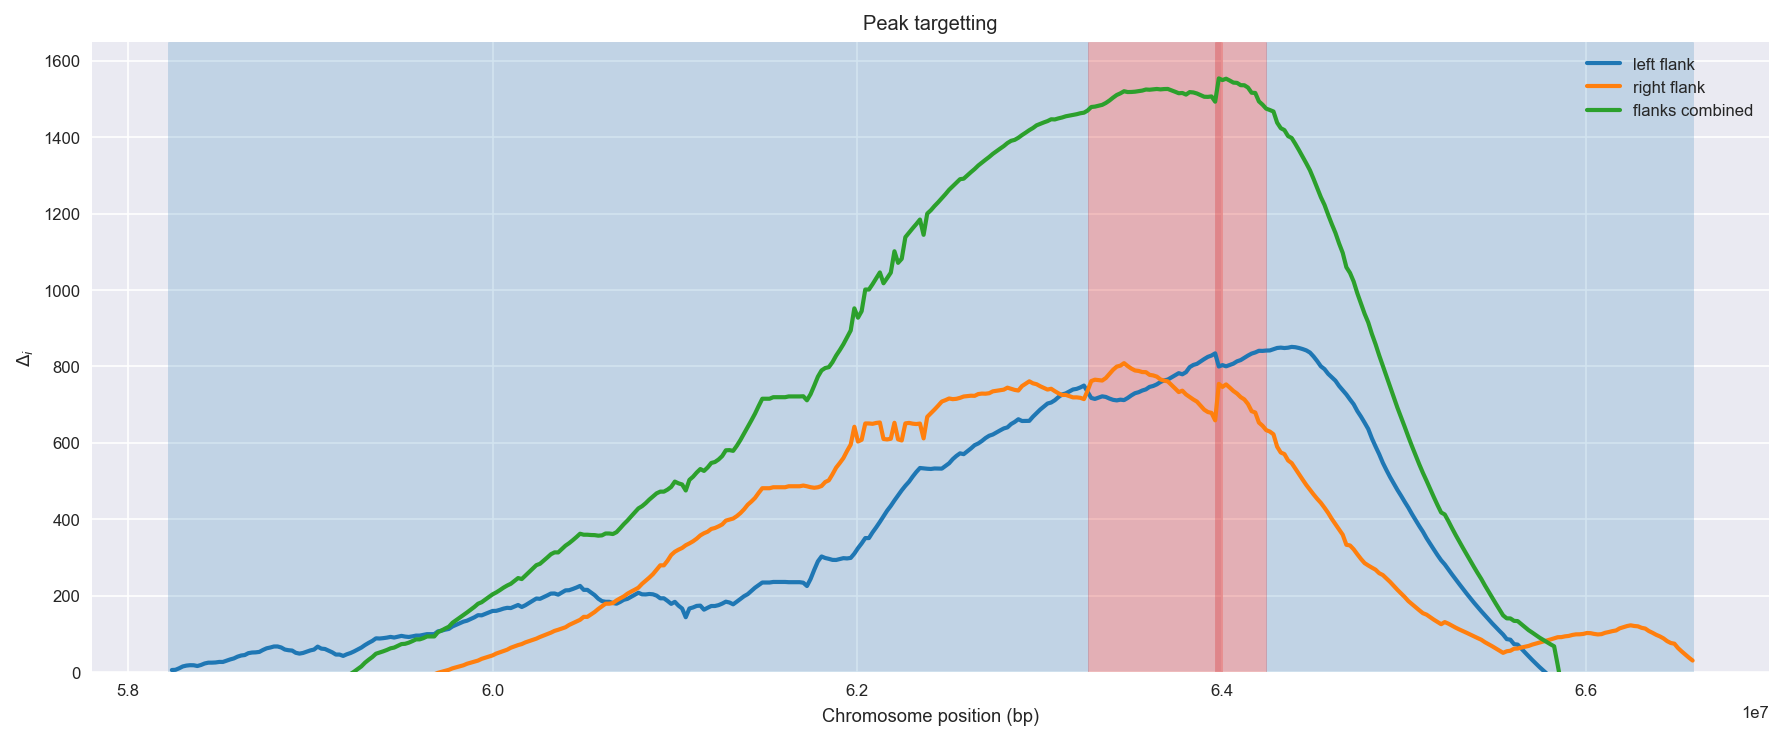 Peak targetting
1600
1400
1200
1000
800
600
400
200
0
Δi
left flank
right flank
flanks combined
5.8
6.0
6.2
6.4
6.6
1e7
Chromosome position (bp)